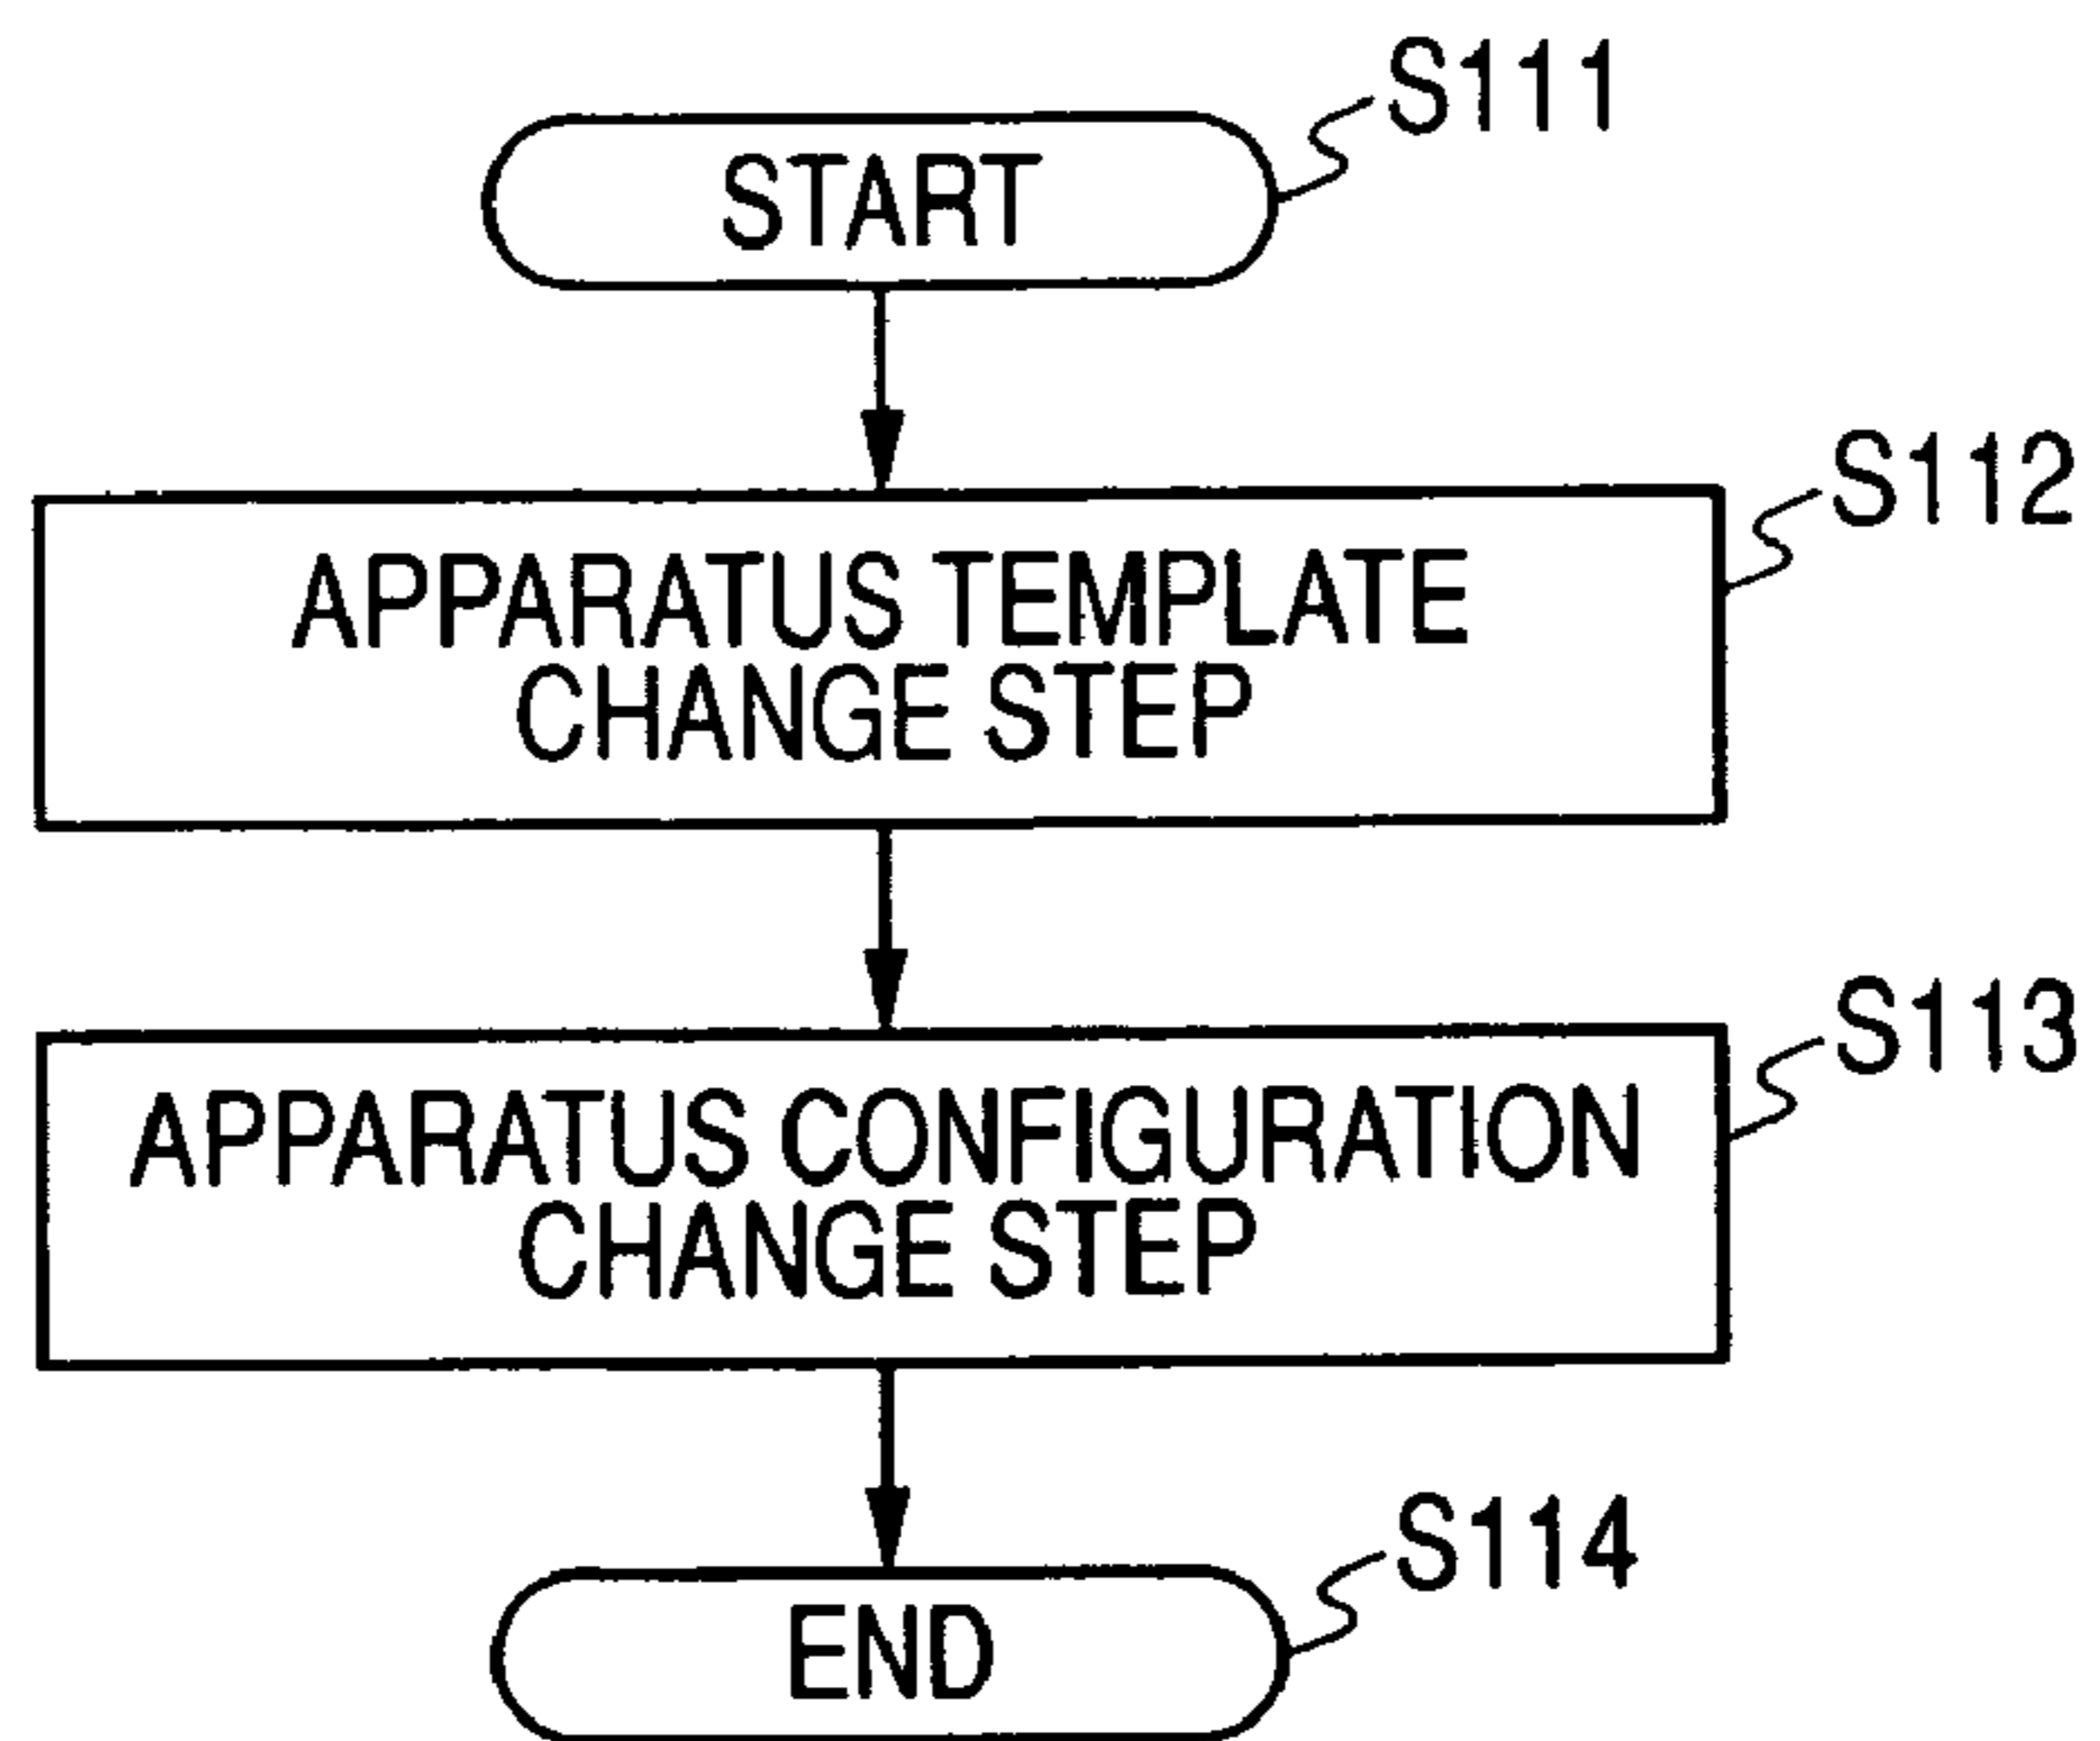 S111
START
S112
APPARATUS TEMPLATE
CHANGE STEP
S113
APPARATUS CONFIGURATION
CHANGE STEP
S114
END